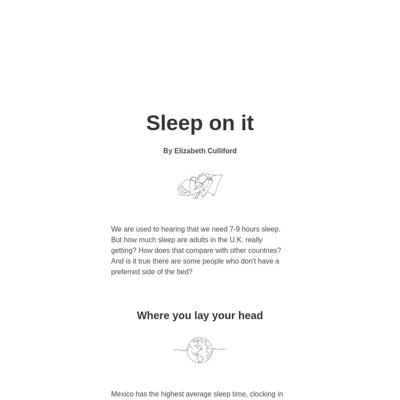 Sleep on it
By Elizabeth Culliford
We are used to hearing that we need 7-9 hours sleep.
But how much sleep are adults in the U.K. really
getting? How does that compare with other countries?
And is it true there are some people who don't have a
preferred side of the bed?
Where you lay your head
Mexico has the highest average sleep time, clocking in